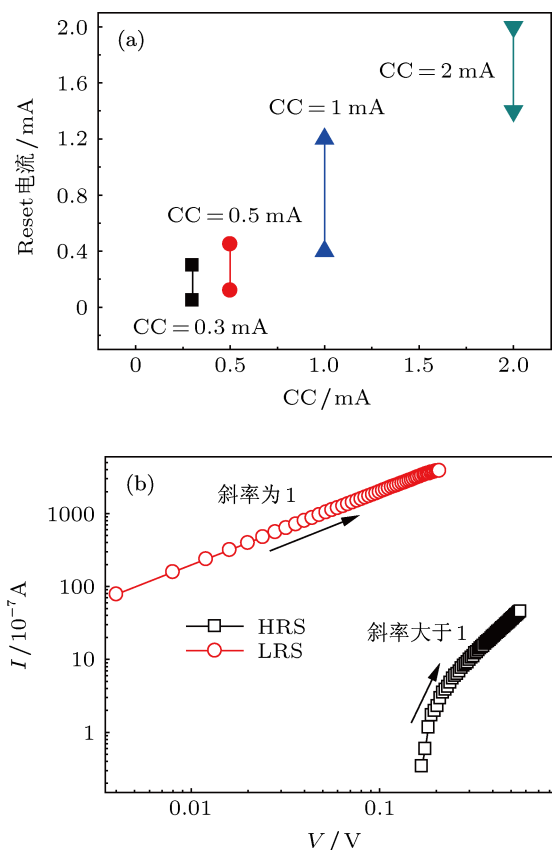 (a)
2.0
1.6
1.2
0.8
0.4
0
Reset 电流/mA
CC = 2 mA
CC = 1 mA
CC = 0.5 mA
CC = 0.3 mA
0 0.5 1.0 1.5 2.0
CC/mA
(b)
1000
100
10
1
I/10⁻⁷A
斜率为1
HRS
LRS
斜率大于1
0.01 0.1
V/V